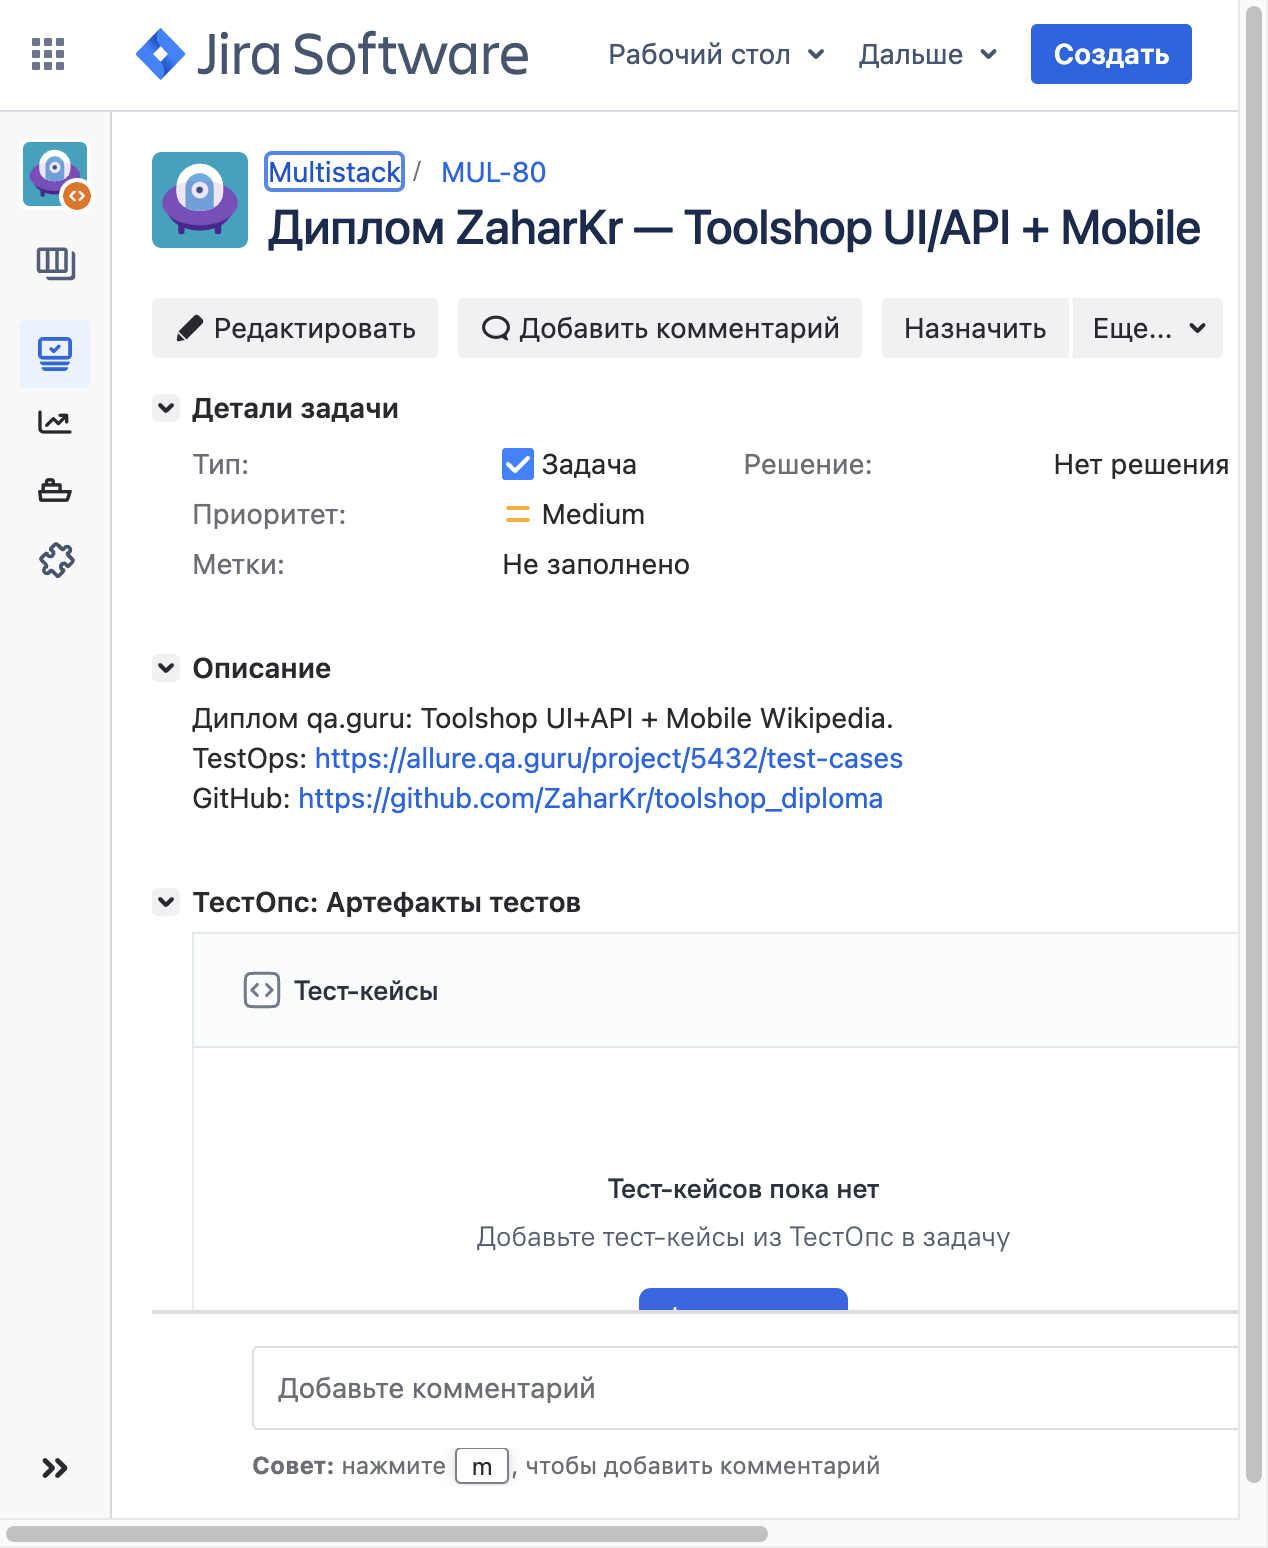 Jira Software Рабочий стол Дальше Создать
Multistack / MUL-80
Диплом ZaharKr — Toolshop UI/API + Mobile
Редактировать Добавить комментарий Назначить Еще...
Детали задачи
Тип: Задача Решение: Нет решения
Приоритет: Medium
Метки: Не заполнено
Описание
Диплом qa.guru: Toolshop UI+API + Mobile Wikipedia.
TestOps: https://allure.qa.guru/project/5432/test-cases
GitHub: https://github.com/ZaharKr/toolshop_diploma
ТестОпс: Артефакты тестов
Тест-кейсы
Тест-кейсов пока нет
Добавьте тест-кейсы из ТестОпс в задачу
Добавьте комментарий
Совет: нажмите m, чтобы добавить комментарий